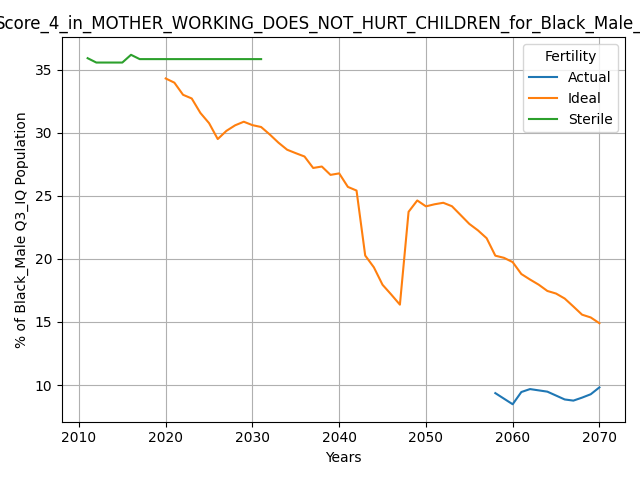 Score_4_in_MOTHER_WORKING_DOES_NOT_HURT_CHILDREN_for_Black_Male_
Fertility
Actual
Ideal
Sterile
% of Black_Male Q3_IQ Population
35
30
25
20
15
10
2010 2020 2030 2040 2050 2060 2070
Years